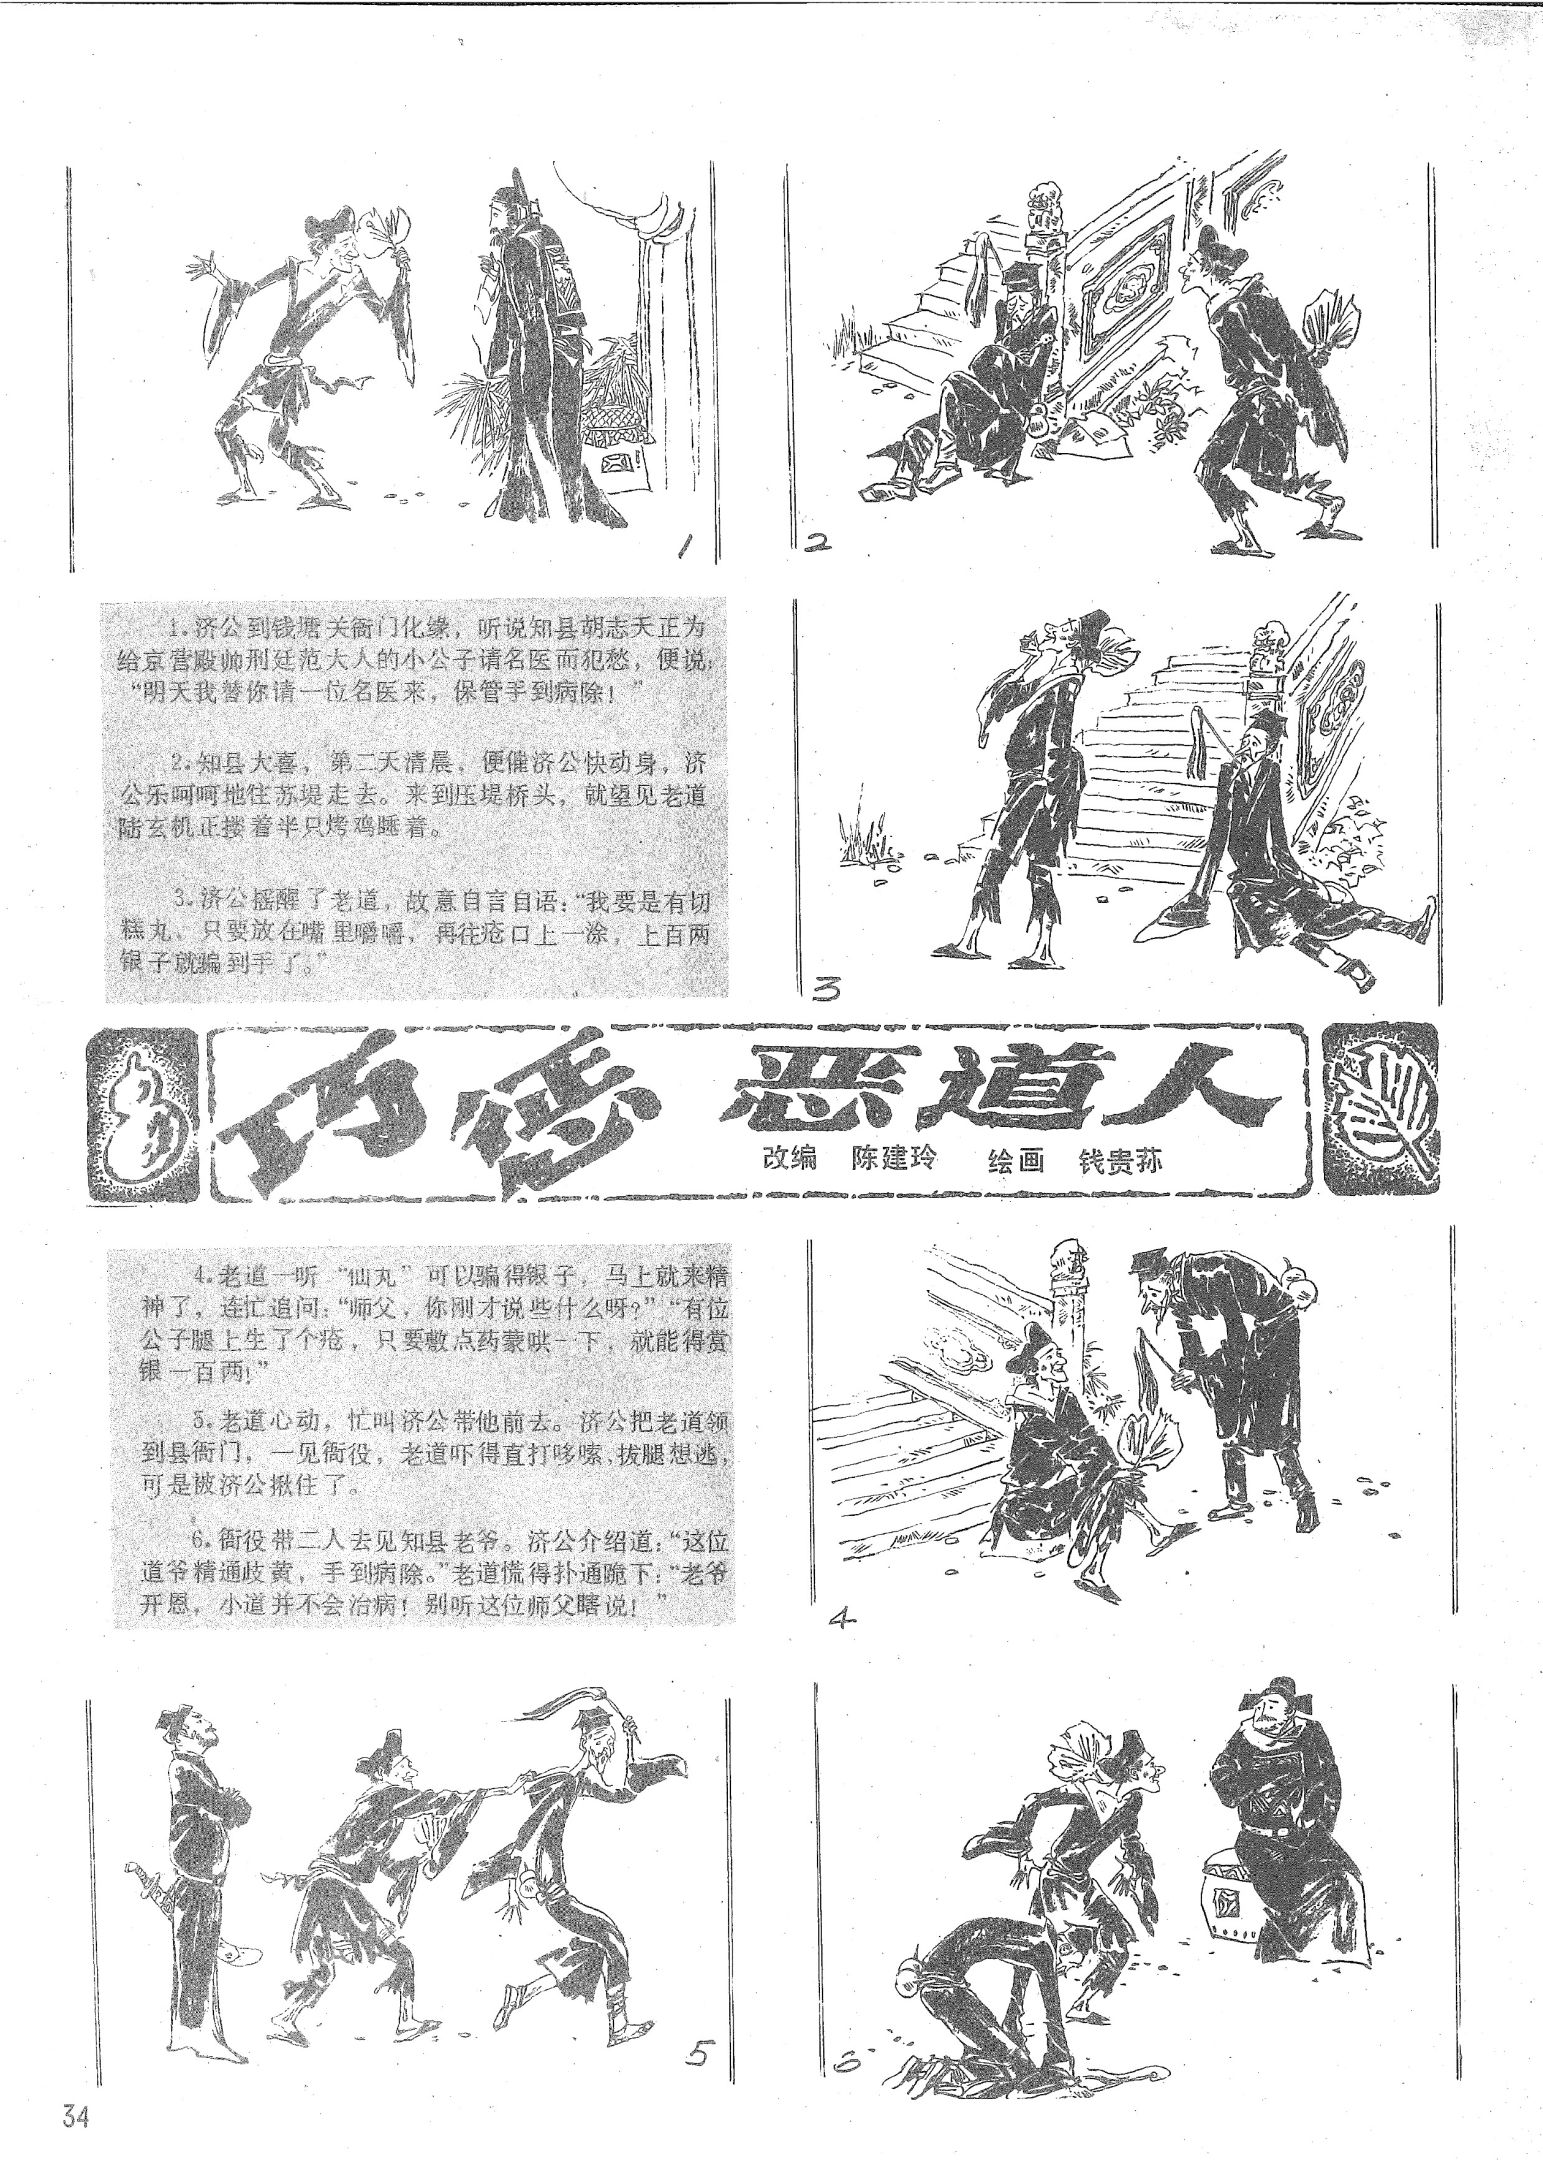 1
2
1.济公到钱塘关衙门化缘，听说知县胡志天正为
给京营殿帅刑廷范大人的小公子请名医而犯愁，便说：
“明天我替你请一位名医来，保管手到病除！”
2.知县大喜，第二天清晨，便催济公快动身，济
公乐呵呵地往苏堤走去。来到压堤桥头，就望见老道
陆玄机正搂着半只烤鸡睡着。
3.济公摇醒了老道，故意自言自语：“我要是有切
糕丸，只要放在嘴里嚼嚼，再往疮口上一涂，上百两
银子就骗到手了。”
3
巧惩恶道人
改编 陈建玲 绘画 钱贵荪
4.老道一听“仙丸”可以骗得银子，马上就来精
神了，连忙追问：“师父，你刚才说些什么呀？”“有位
公子腿上生了个疮，只要敷点药蒙哄一下，就能得赏
银一百两！”
5.老道心动，忙叫济公带他前去。济公把老道领
到县衙门，一见衙役，老道吓得直打哆嗦，拔腿想逃，
可是被济公揪住了。
6.衙役带二人去见知县老爷。济公介绍道：“这位
道爷精通歧黄，手到病除。”老道慌得扑通跪下：“老爷
开恩，小道并不会治病！别听这位师父瞎说！”
4
5
6
34